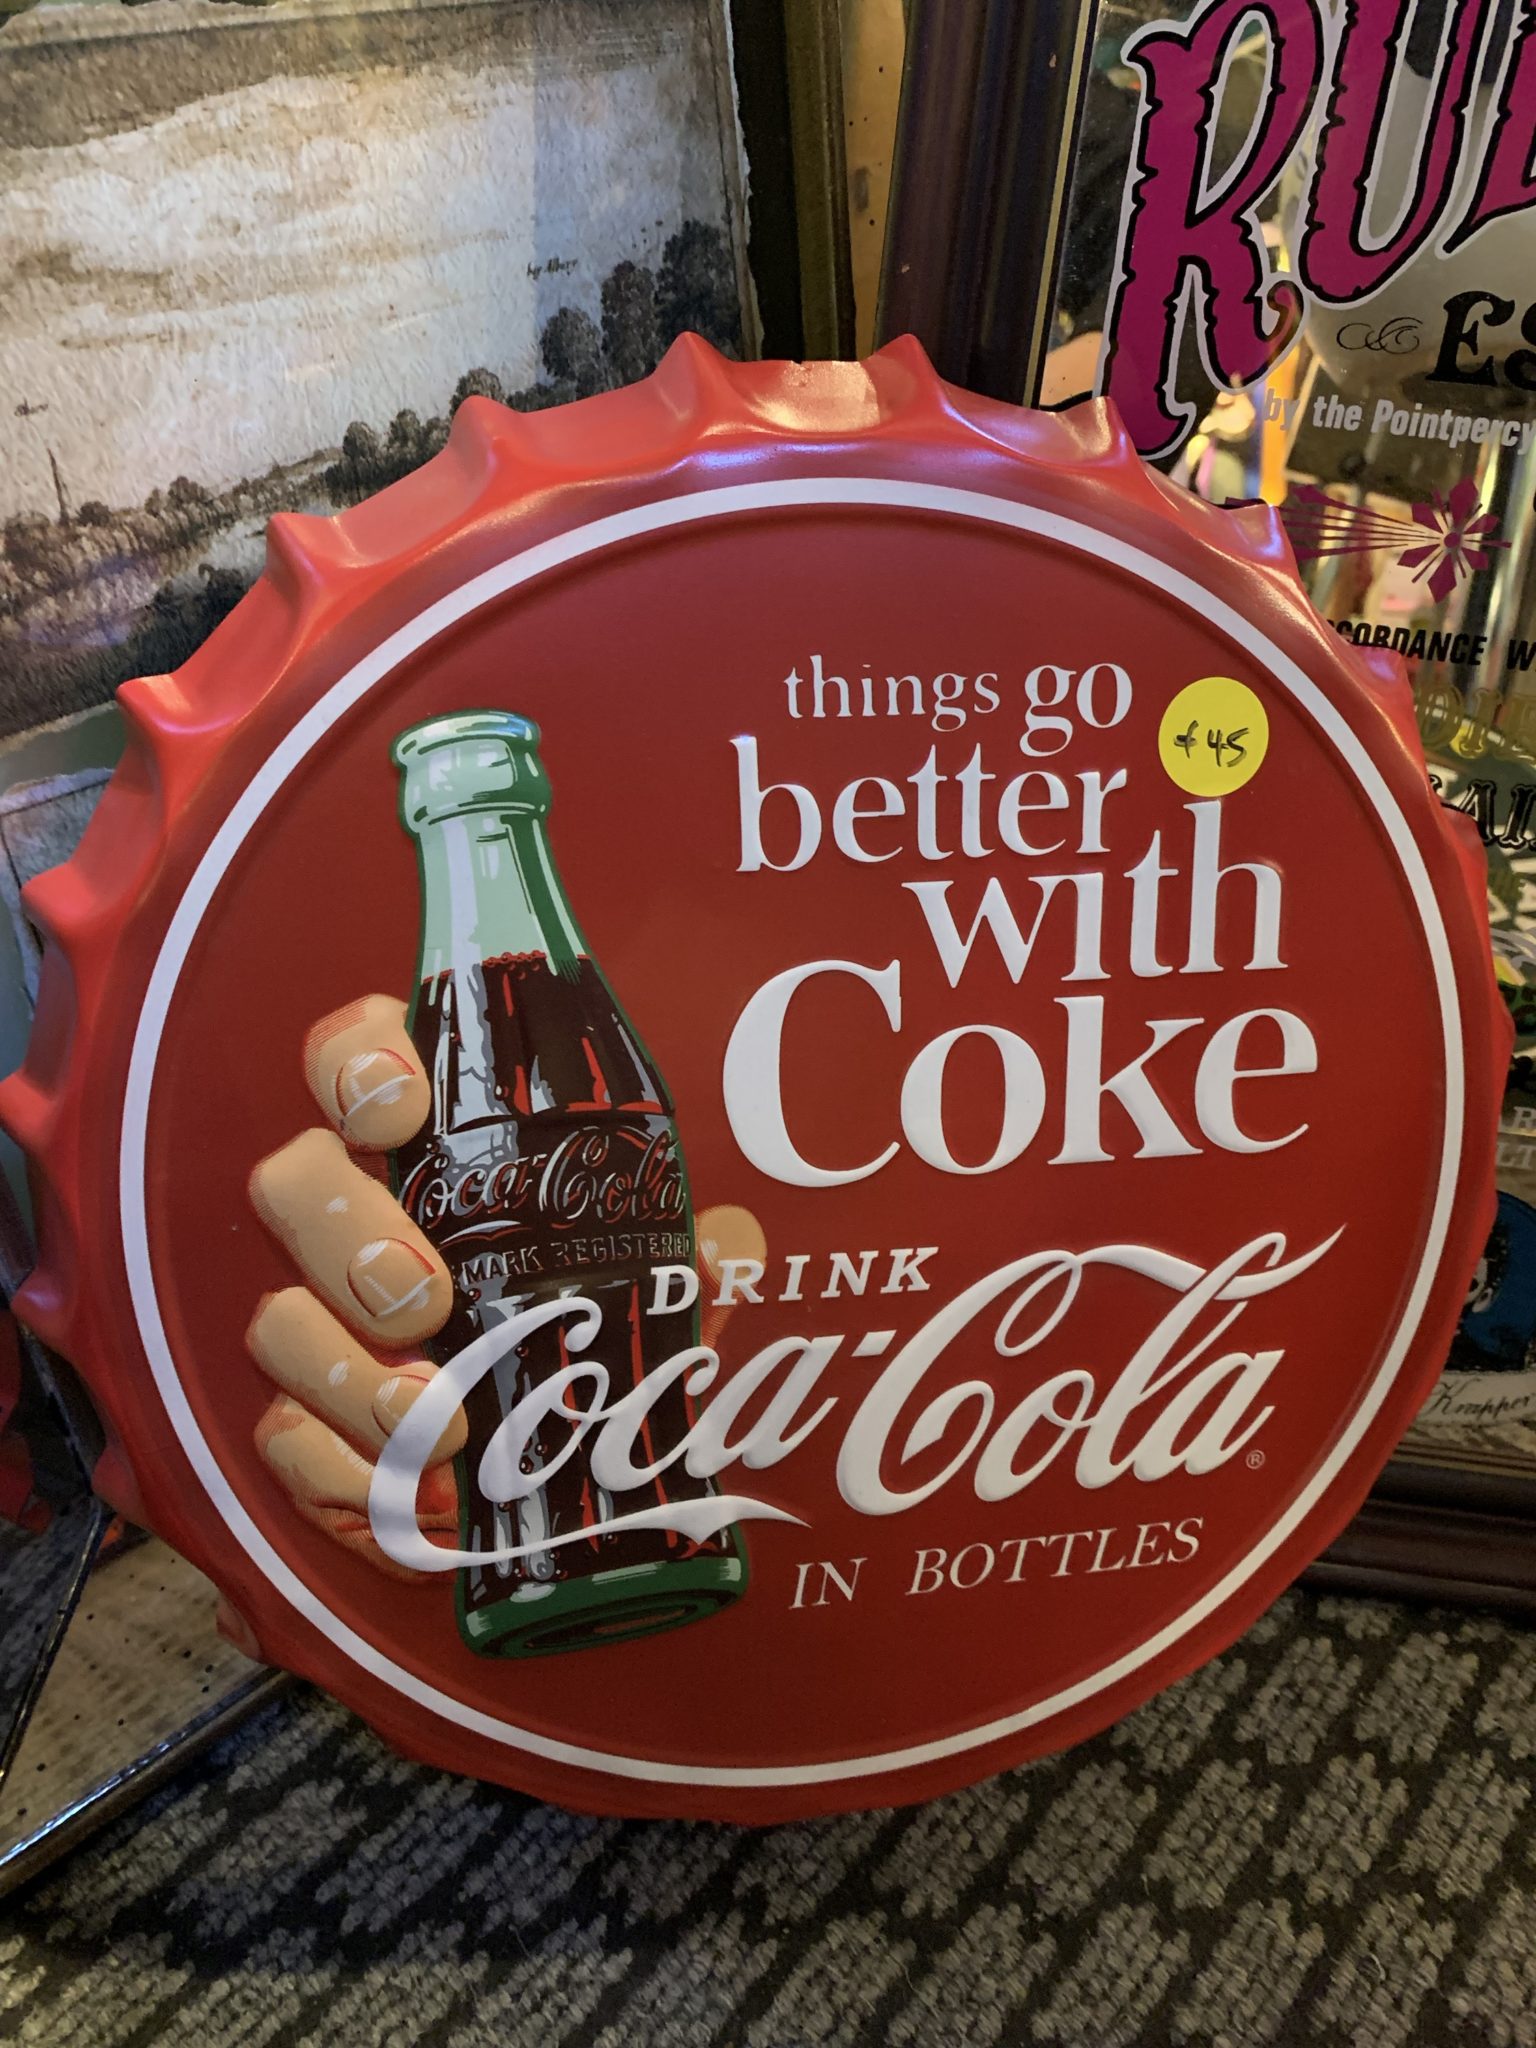 things go
better
with
Coke
£45
Coca-Cola
MARK REGISTERED
DRINK
Coca-Cola
®
IN BOTTLES
by the Pointpercy
CORDANCE W
Krapper